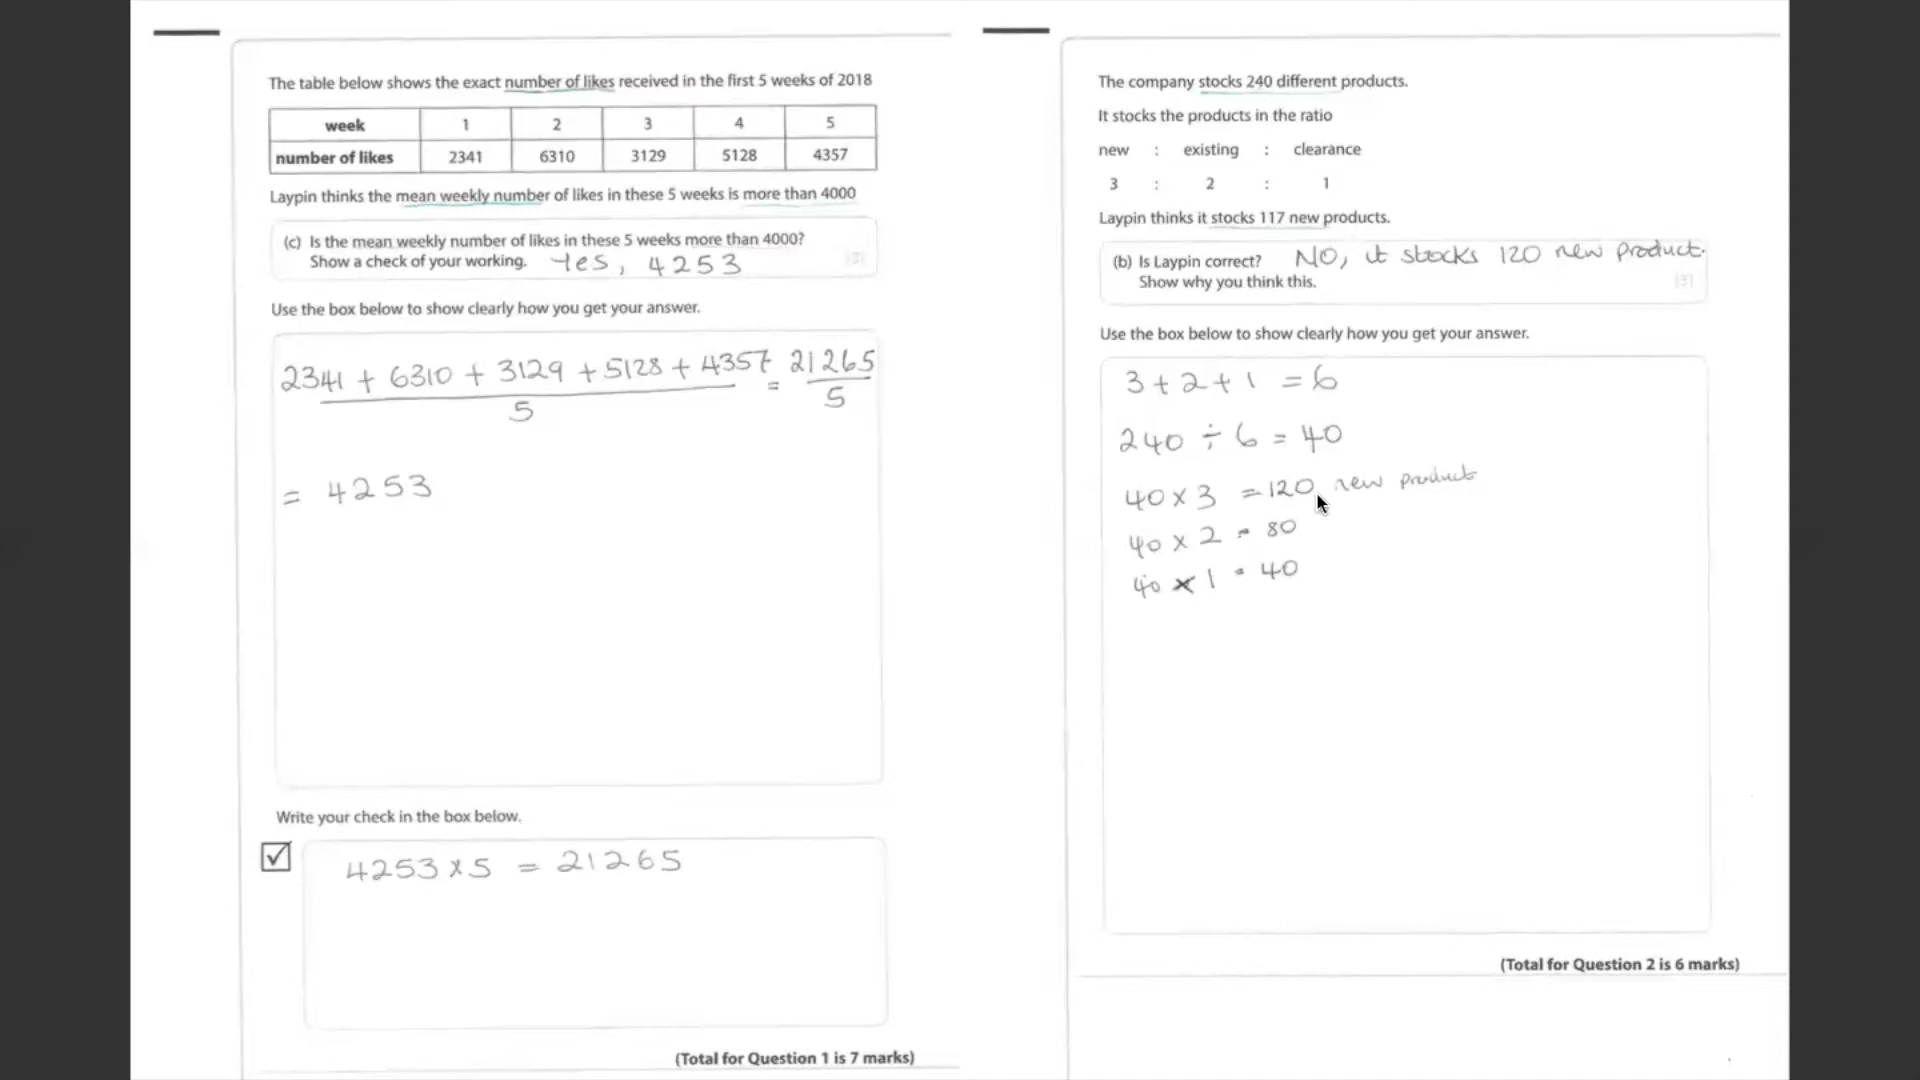 The table below shows the exact number of likes received in the first 5 weeks of 2018
week 1 2 3 4 5
number of likes 2341 6310 3129 5128 4357
Laypin thinks the mean weekly number of likes in these 5 weeks is more than 4000
(c) Is the mean weekly number of likes in these 5 weeks more than 4000?
Show a check of your working. Yes, 4253
[3]
Use the box below to show clearly how you get your answer.
2341 + 6310 + 3129 + 5128 + 4357 = 21265
5 5
= 4253
Write your check in the box below.
4253 x 5 = 21265
(Total for Question 1 is 7 marks)
The company stocks 240 different products.
It stocks the products in the ratio
new : existing : clearance
3 : 2 : 1
Laypin thinks it stocks 117 new products.
(b) Is Laypin correct? NO, it stocks 120 new product.
Show why you think this.
[3]
Use the box below to show clearly how you get your answer.
3 + 2 + 1 = 6
240 ÷ 6 = 40
40 x 3 = 120 new product
40 x 2 = 80
40 x 1 = 40
(Total for Question 2 is 6 marks)